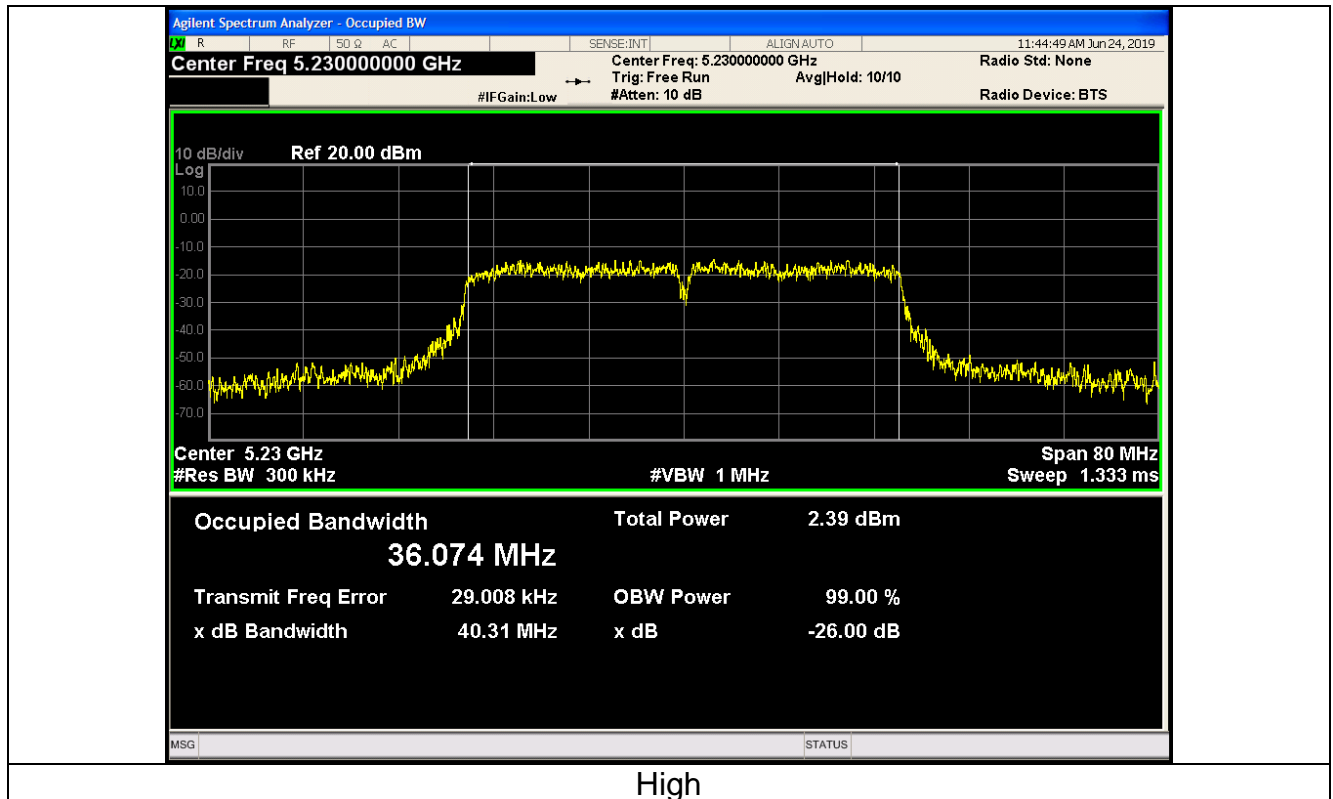 Agilent Spectrum Analyzer - Occupied BW
LXI R RF 50 Ω AC SENSE:INT ALIGN AUTO 11:44:49 AM Jun 24, 2019
Center Freq 5.230000000 GHz Center Freq: 5.230000000 GHz Radio Std: None
Trig: Free Run Avg|Hold: 10/10
#IFGain:Low #Atten: 10 dB Radio Device: BTS
10 dB/div Ref 20.00 dBm
Log
10.0
0.00
-10.0
-20.0
-30.0
-40.0
-50.0
-60.0
-70.0
Center 5.23 GHz Span 80 MHz
#Res BW 300 kHz #VBW 1 MHz Sweep 1.333 ms
Occupied Bandwidth Total Power 2.39 dBm
36.074 MHz
Transmit Freq Error 29.008 kHz OBW Power 99.00 %
x dB Bandwidth 40.31 MHz x dB -26.00 dB
MSG STATUS
High